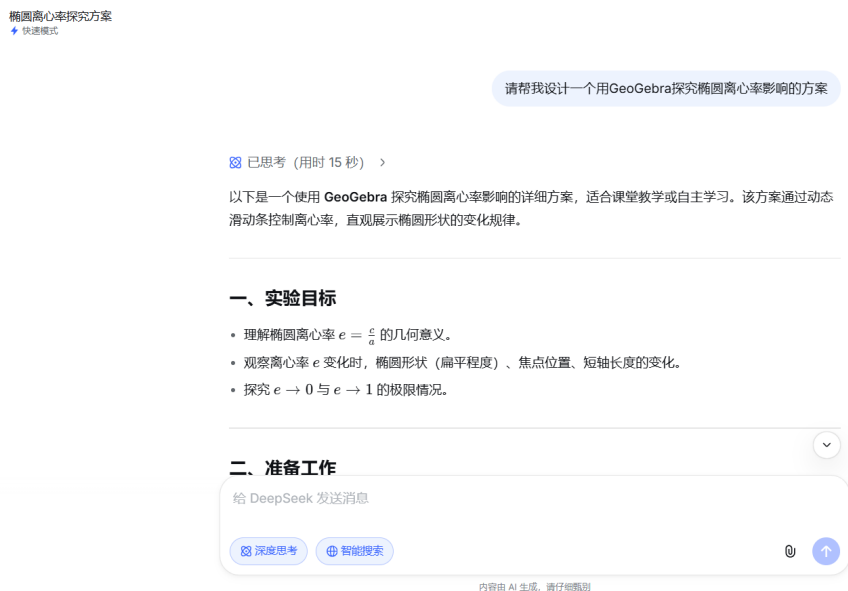 椭圆离心率探究方案
快速模式
请帮我设计一个用GeoGebra探究椭圆离心率影响的方案
已思考（用时 15 秒）
以下是一个使用 GeoGebra 探究椭圆离心率影响的详细方案，适合课堂教学或自主学习。该方案通过动态
滑动条控制离心率，直观展示椭圆形状的变化规律。
一、实验目标
• 理解椭圆离心率 e = c/a 的几何意义。
• 观察离心率 e 变化时，椭圆形状（扁平程度）、焦点位置、短轴长度的变化。
• 探究 e → 0 与 e → 1 的极限情况。
二、准备工作
给 DeepSeek 发送消息
深度思考
智能搜索
内容由 AI 生成，请仔细甄别